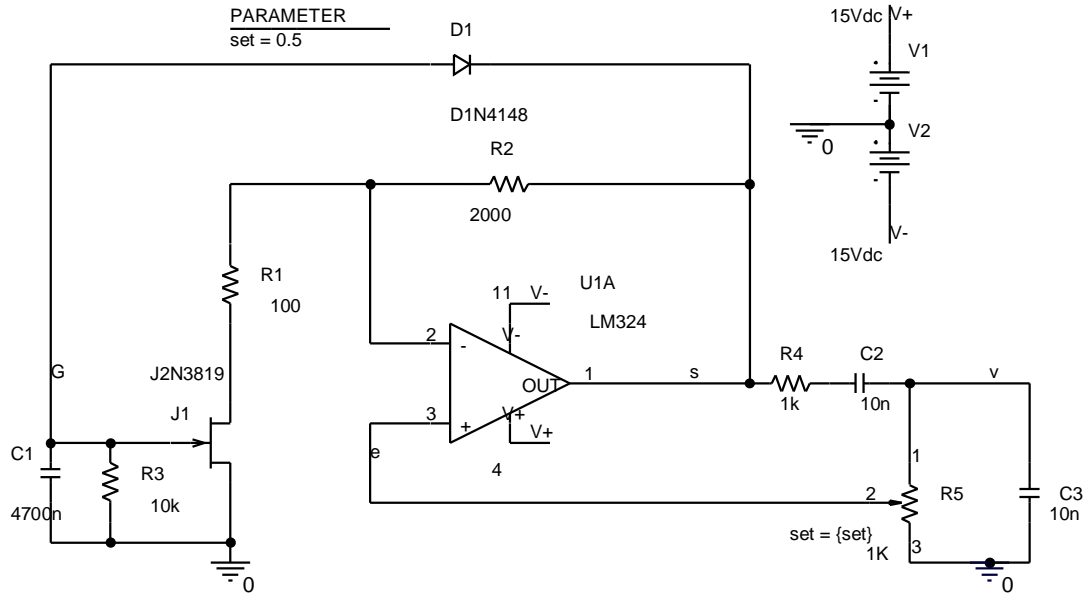 PARAMETER
set = 0.5
D1
D1N4148
15Vdc
V+
V1
-
0
V2
-
V-
15Vdc
R2
2000
R1
100
U1A
11
V-
V-
LM324
2
-
OUT
1
3
+
V+
V+
4
s
R4
1k
C2
10n
v
G
J2N3819
J1
C1
4700n
R3
10k
0
e
1
2
R5
set = {set}
1K
3
C3
10n
0